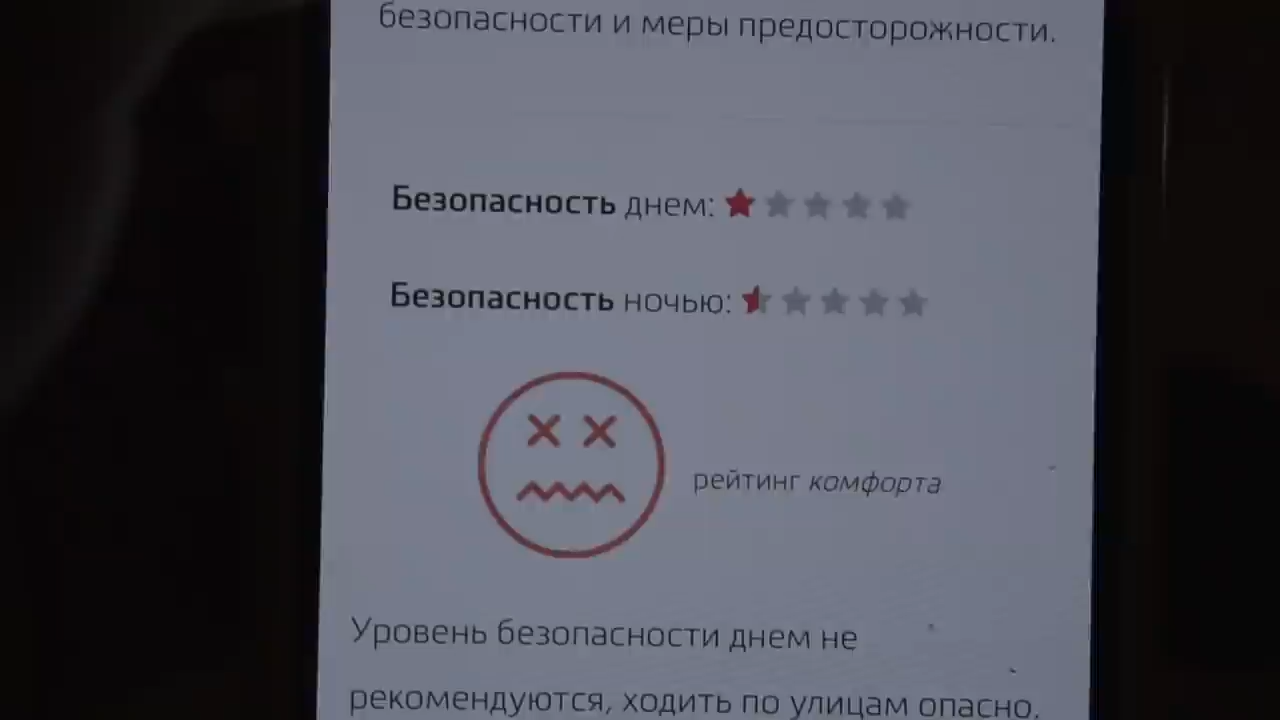 безопасности и меры предосторожности.
Безопасность днем:
Безопасность ночью:
рейтинг комфорта
Уровень безопасности днем не
рекомендуются, ходить по улицам опасно.